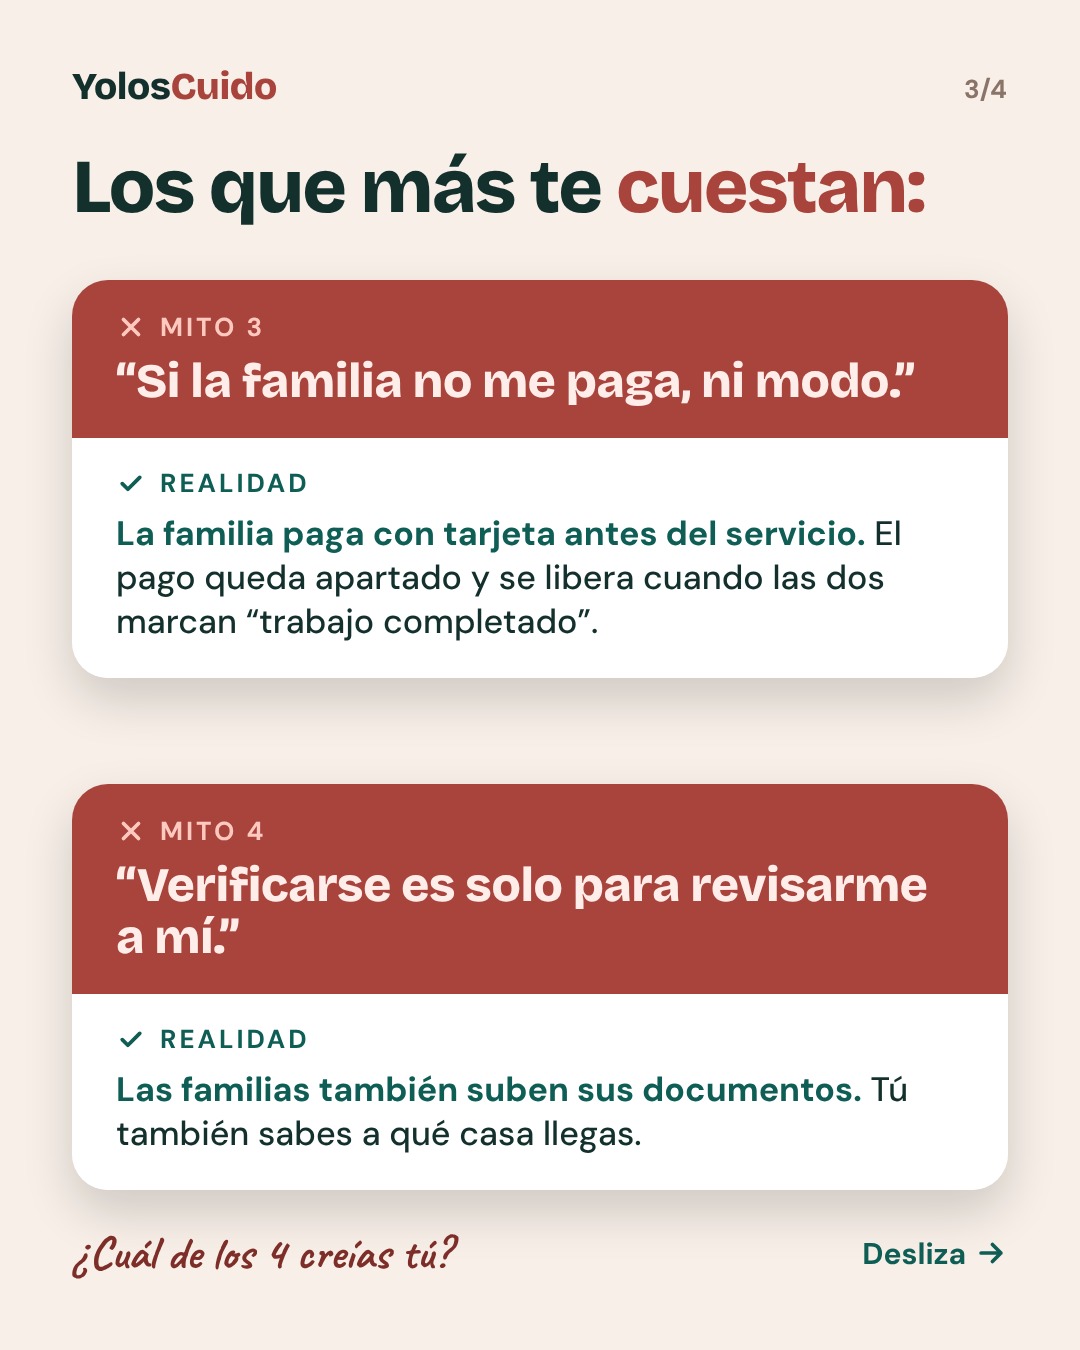 YolosCuido
3/4
Los que más te cuestan:
MITO 3
“Si la familia no me paga, ni modo.”
REALIDAD
La familia paga con tarjeta antes del servicio. El
pago queda apartado y se libera cuando las dos
marcan “trabajo completado”.
MITO 4
“Verificarse es solo para revisarme
a mí.”
REALIDAD
Las familias también suben sus documentos. Tú
también sabes a qué casa llegas.
¿Cuál de los 4 creías tú?
Desliza →